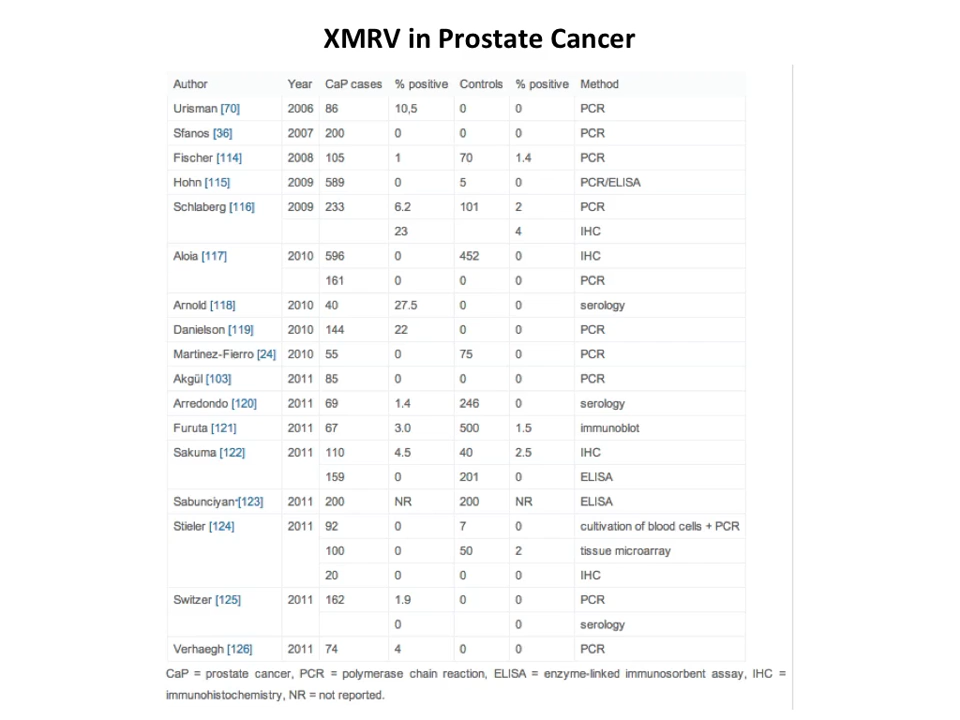 XMRV in Prostate Cancer
Author Year CaP cases % positive Controls % positive Method
Urisman [70] 2006 86 10,5 0 0 PCR
Sfanos [36] 2007 200 0 0 0 PCR
Fischer [114] 2008 105 1 70 1.4 PCR
Hohn [115] 2009 589 0 5 0 PCR/ELISA
Schlaberg [116] 2009 233 6.2 101 2 PCR
23 4 IHC
Aloia [117] 2010 596 0 452 0 IHC
161 0 0 0 PCR
Arnold [118] 2010 40 27.5 0 0 serology
Danielson [119] 2010 144 22 0 0 PCR
Martinez-Fierro [24] 2010 55 0 75 0 PCR
Akgül [103] 2011 85 0 0 0 PCR
Arredondo [120] 2011 69 1.4 246 0 serology
Furuta [121] 2011 67 3.0 500 1.5 immunoblot
Sakuma [122] 2011 110 4.5 40 2.5 IHC
159 0 201 0 ELISA
Sabunciyan*[123] 2011 200 NR 200 NR ELISA
Stieler [124] 2011 92 0 7 0 cultivation of blood cells + PCR
100 0 50 2 tissue microarray
20 0 0 0 IHC
Switzer [125] 2011 162 1.9 0 0 PCR
0 0 serology
Verhaegh [126] 2011 74 4 0 0 PCR
CaP = prostate cancer, PCR = polymerase chain reaction, ELISA = enzyme-linked immunosorbent assay, IHC =
immunohistochemistry, NR = not reported.